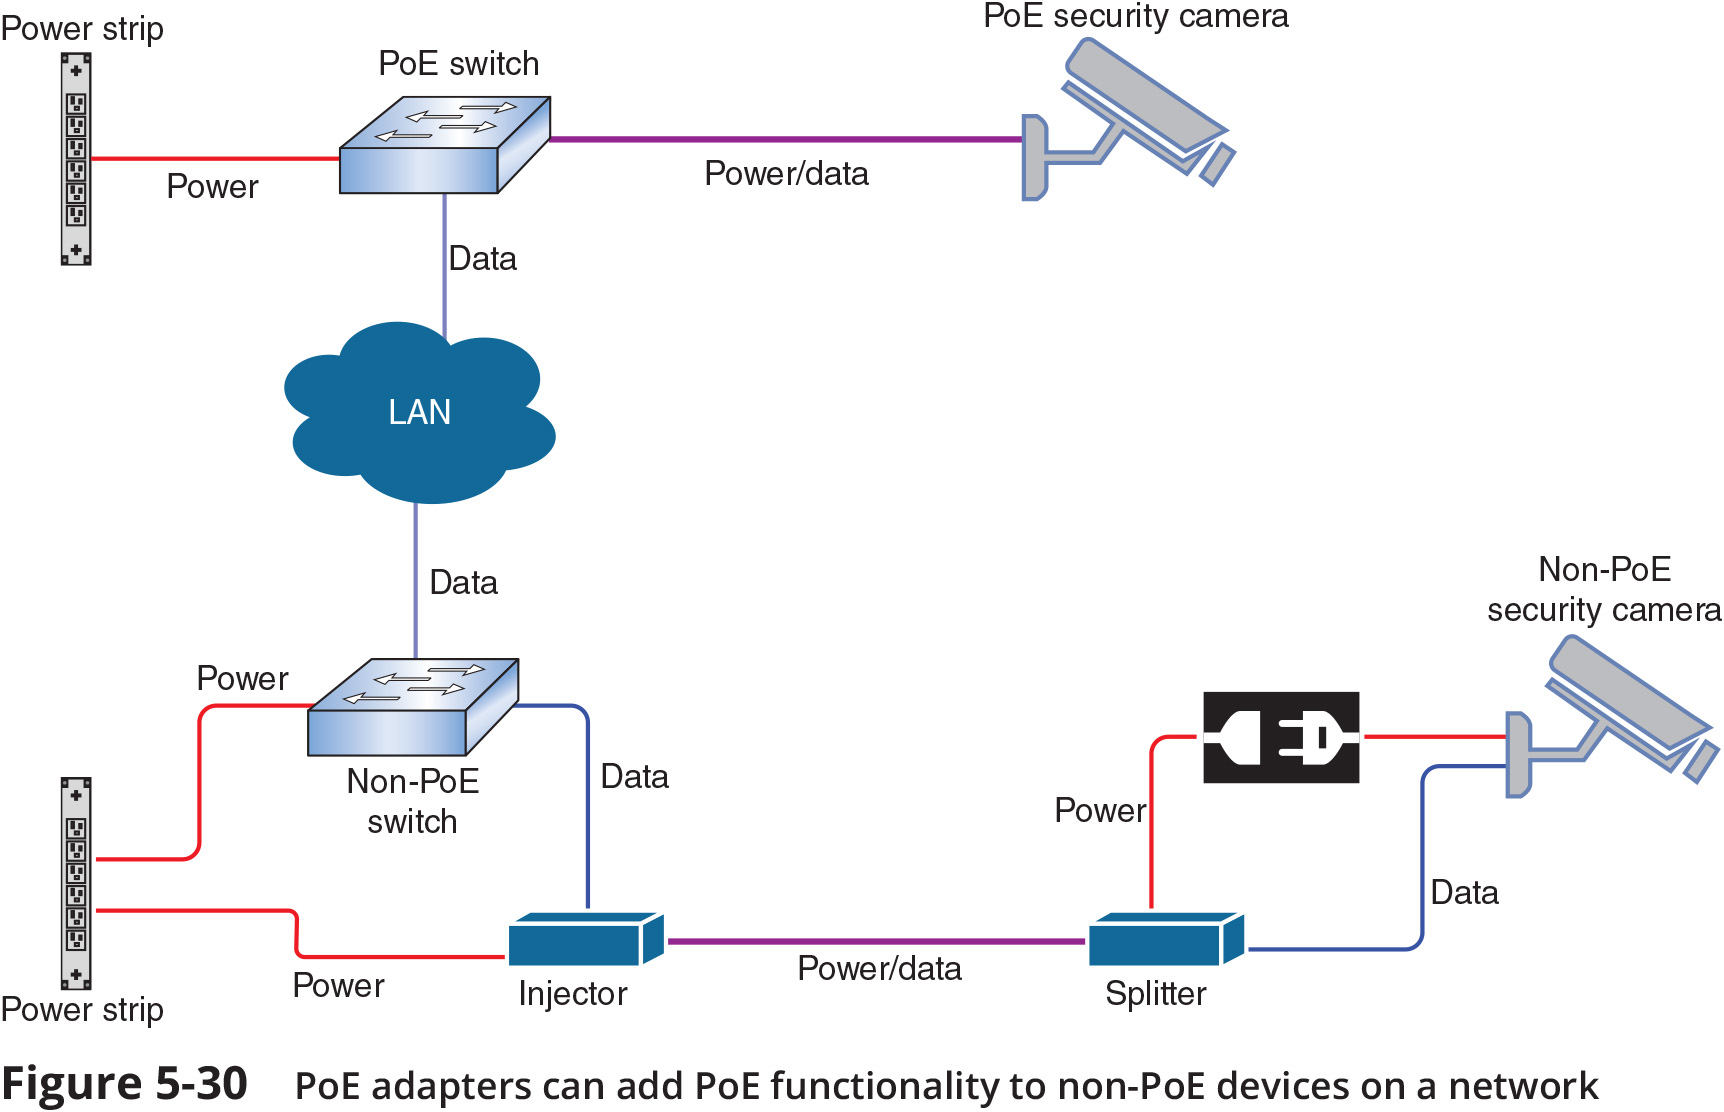 Power strip
PoE switch
PoE security camera
Power
Power/data
Data
LAN
Data
Non-PoE
security camera
Power
Non-PoE
switch
Data
Power
Data
Power
Injector
Power/data
Splitter
Power strip
Figure 5-30 PoE adapters can add PoE functionality to non-PoE devices on a network